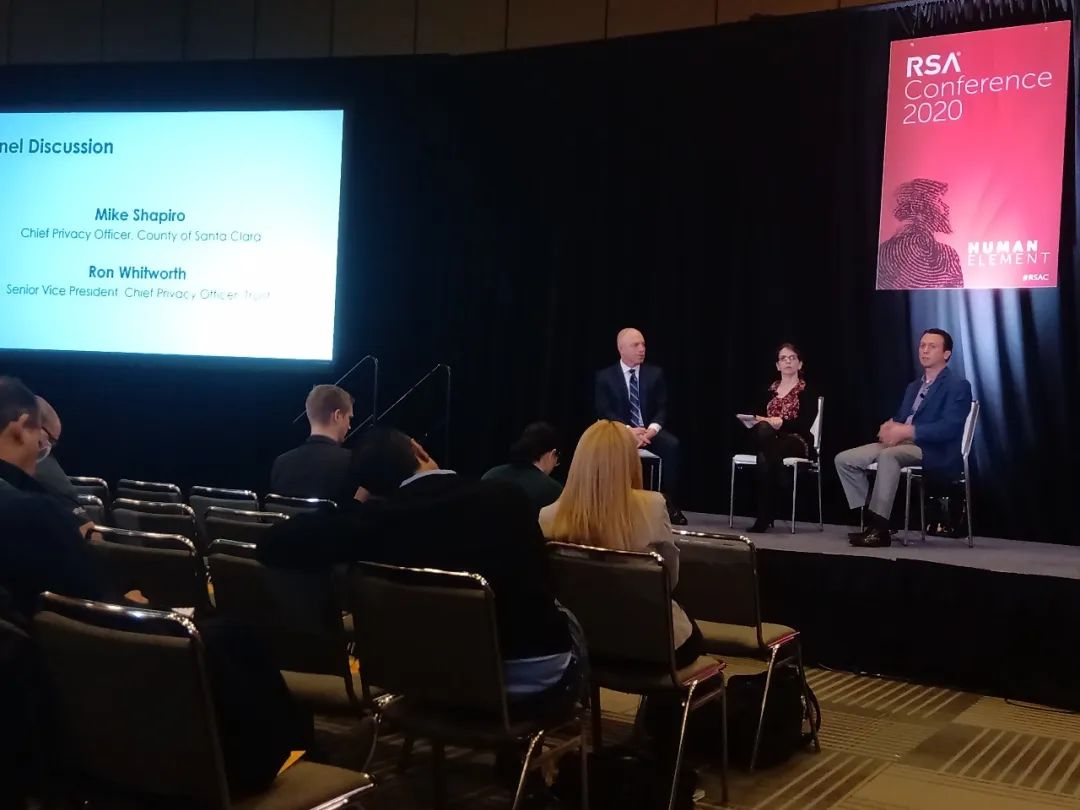 nel Discussion
Mike Shapiro
Chief Privacy Officer, County of Santa Clara
Ron Whitworth
Senior Vice President, Chief Privacy Officer, Truist
RSA®
Conference
2020
HUMAN
ELEMENT
#RSAC